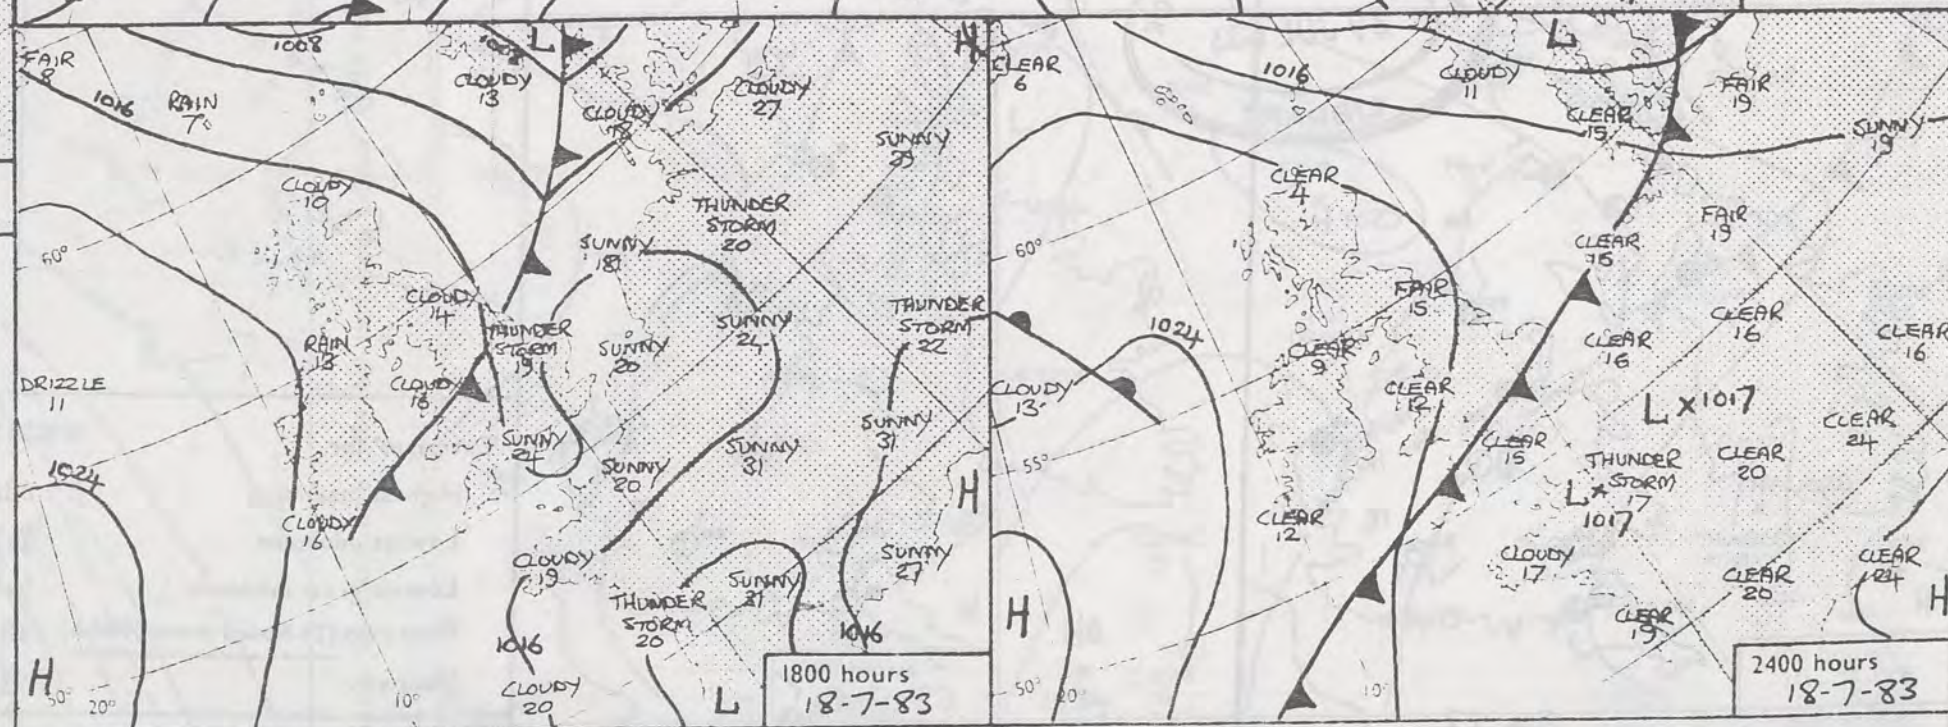 1008
1008
L
H
FAIR
8
CLOUDY
13
CLOUDY
27
1016
RAIN
7
CLOUDY
18
SUNNY
29
CLOUDY
10
THUNDER
STORM
20
60°
SUNNY
18
CLOUDY
14
THUNDER
STORM
22
SUNNY
24
THUNDER
STORM
19
RAIN
13
SUNNY
20
DRIZZLE
11
CLOUDY
16
SUNNY
31
SUNNY
24
SUNNY
31
1024
SUNNY
20
H
CLOUDY
16
CLOUDY
19
SUNNY
27
SUNNY
21
THUNDER
STORM
20
1016
1016
H
50°
20°
10°
CLOUDY
20
L
1800 hours
18-7-83
L
CLEAR
6
1016
CLOUDY
11
FAIR
19
CLEAR
15
SUNNY
19
CLEAR
4
FAIR
19
60°
CLEAR
15
FAIR
15
CLEAR
16
CLEAR
16
CLEAR
16
1024
CLEAR
9
CLOUDY
13
CLEAR
12
L x 1017
CLEAR
24
CLEAR
15
55°
THUNDER
STORM
17
CLEAR
20
L x
1017
CLEAR
12
CLOUDY
17
CLEAR
24
CLEAR
20
H
H
CLEAR
19
50°
20°
10°
2400 hours
18-7-83